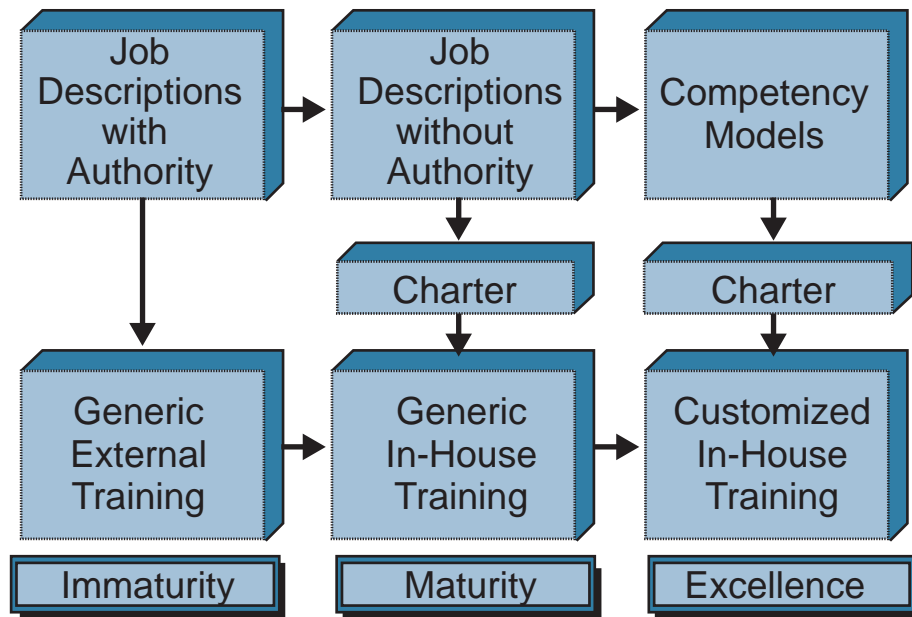 Job
Descriptions
with
Authority
Job
Descriptions
without
Authority
Competency
Models
Charter
Charter
Generic
External
Training
Generic
In-House
Training
Customized
In-House
Training
Immaturity
Maturity
Excellence